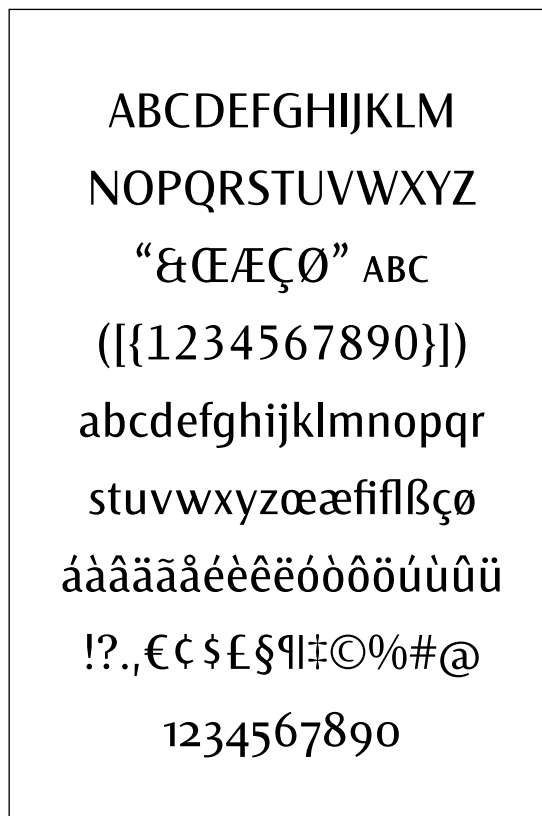 ABCDEFGHIJKLM
NOPQRSTUVWXYZ
“&ŒÆÇØ” ABC
([{1234567890}])
abcdefghijklmnopqr
stuvwxyzœæfiflßçø
áàâäãåéèêëóòôöúùûü
!?.,€¢$£§¶|‡©%#@
1234567890